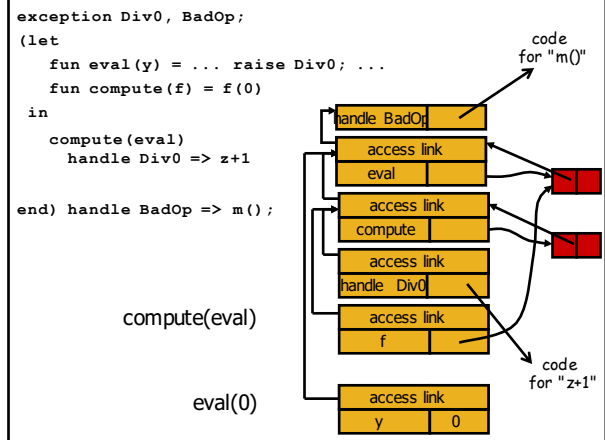 exception Div0, BadOp;
(let
fun eval(y) = ... raise Div0; ...
fun compute(f) = f(0)
in
compute(eval)
handle Div0 => z+1
end) handle BadOp => m();
code
for "m()"
handle BadOp
access link
eval
access link
compute
access link
handle Div0
compute(eval)
access link
f
code
for "z+1"
eval(0)
access link
y 0